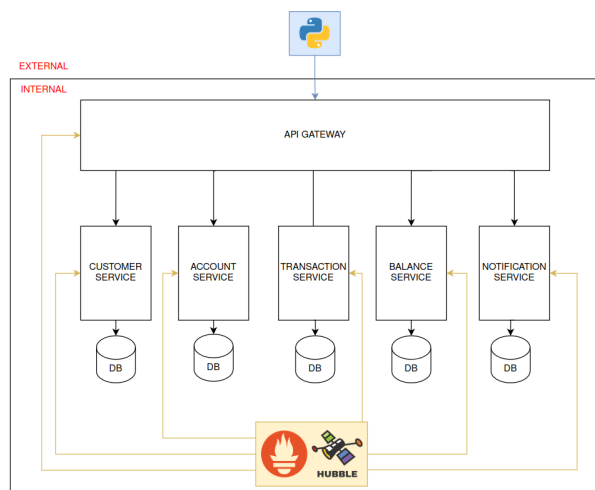 EXTERNAL
INTERNAL
API GATEWAY
CUSTOMER
SERVICE
ACCOUNT
SERVICE
TRANSACTION
SERVICE
BALANCE
SERVICE
NOTIFICATION
SERVICE
DB
DB
DB
DB
DB
HUBBLE